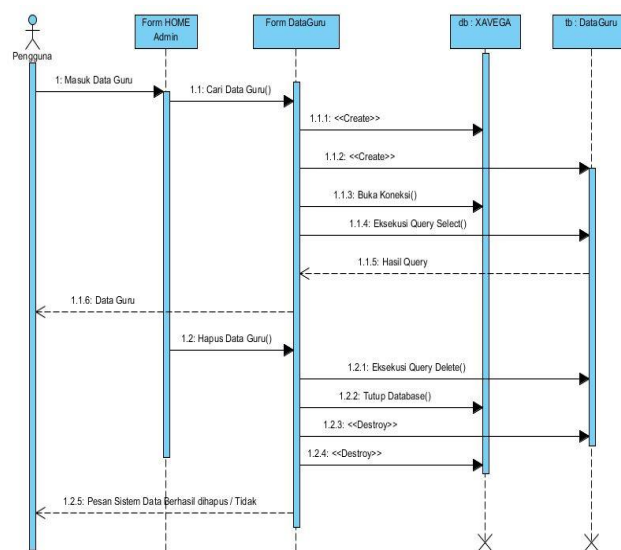 Form HOME
Admin
Form DataGuru
db : XAVEGA
tb : DataGuru
Pengguna
1: Masuk Data Guru
1.1: Cari Data Guru()
1.1.1: <<Create>>
1.1.2: <<Create>>
1.1.3: Buka Koneksi()
1.1.4: Eksekusi Query Select()
1.1.5: Hasil Query
1.1.6: Data Guru
1.2: Hapus Data Guru()
1.2.1: Eksekusi Query Delete()
1.2.2: Tutup Database()
1.2.3: <<Destroy>>
1.2.4: <<Destroy>>
1.2.5: Pesan Sistem Data Berhasil dihapus / Tidak